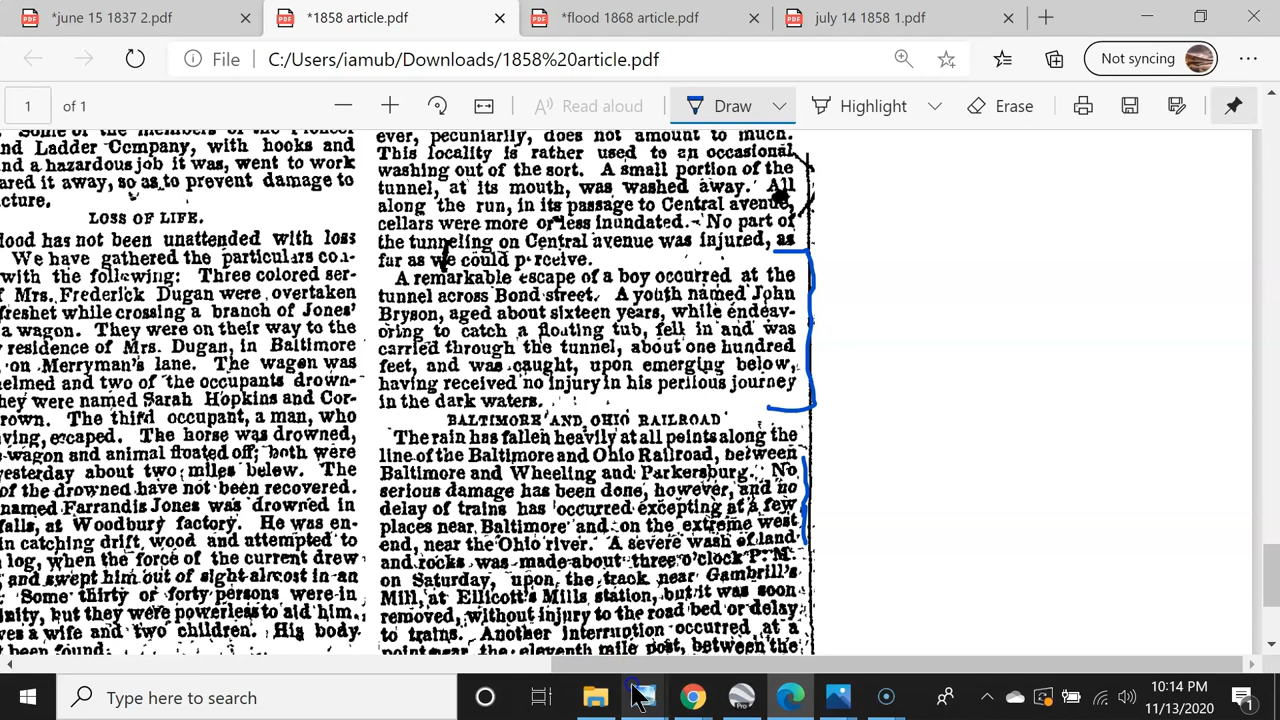 *june 15 1837 2.pdf
*1858 article.pdf
*flood 1868 article.pdf
july 14 1858 1.pdf
File
C:/Users/iamub/Downloads/1858%20article.pdf
Not syncing
1 of 1
Read aloud
Draw
Highlight
Erase
. Some of the members of the Pioneer
nd Ladder Company, with hooks and
nd a hazardous job it was, went to work
ared it away, so as to prevent damage to
cture.
LOSS OF LIFE.
lood has not been unattended with loss
We have gathered the particulars con-
with the following: Three colored ser-
f Mrs. Frederick Dugan were overtaken
freshet while crossing a branch of Jones'
a wagon. They were on their way to the
y residence of Mrs. Dugan, in Baltimore
, on Merryman's lane. The wagon was
elmed and two of the occupants drown-
hey were named Sarah Hopkins and Cor-
rown. The third occupant, a man, who
ving, escaped. The horse was drowned,
wagon and animal floated off; both were
yesterday about two miles below. The
of the drowned have not been recovered.
named Farrandis Jones was drowned in
falls, at Woodbury factory. He was en-
in catching drift, wood and attempted to
log, when the force of the current drew
and swept him out of sight almost in an
Some thirty or forty persons were in
nity, but they were powerless to aid him.
ves a wife and two children. His body
been found.
ever, pecuniarily, does not amount to much.
This locality is rather used to an occasional
washing out of the sort. A small portion of the
tunnel, at its mouth, was washed away. All
along the run, in its passage to Central avenue,
cellars were more or less inundated. No part of
the tunneling on Central avenue was injured, as
far as we could perceive.
A remarkable escape of a boy occurred at the
tunnel across Bond street. A youth named John
Bryson, aged about sixteen years, while endeav-
oring to catch a floating tub, fell in and was
carried through the tunnel, about one hundred
feet, and was caught, upon emerging below,
having received no injury in his perilous journey
in the dark waters.
BALTIMORE AND OHIO RAILROAD
The rain has fallen heavily at all points along the
line of the Baltimore and Ohio Railroad, between
Baltimore and Wheeling and Parkersburg. No
serious damage has been done, however, and no
delay of trains has occurred excepting at a few
places near Baltimore and on the extreme west
end, near the Ohio river. A severe wash of land
and rocks was made about three o'clock P. M.
on Saturday, upon the track near Gambrill's
Mill, at Ellicott's Mills station, but it was soon
removed, without injury to the road bed or delay
to trains. Another interruption occurred at a
point near the eleventh mile post, between the
Type here to search
10:14 PM
11/13/2020